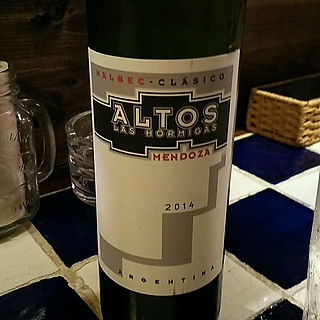 MALBEC - CLÁSICO
ALTOS
LAS HORMIGAS
MENDOZA
2014
ARGENTINA